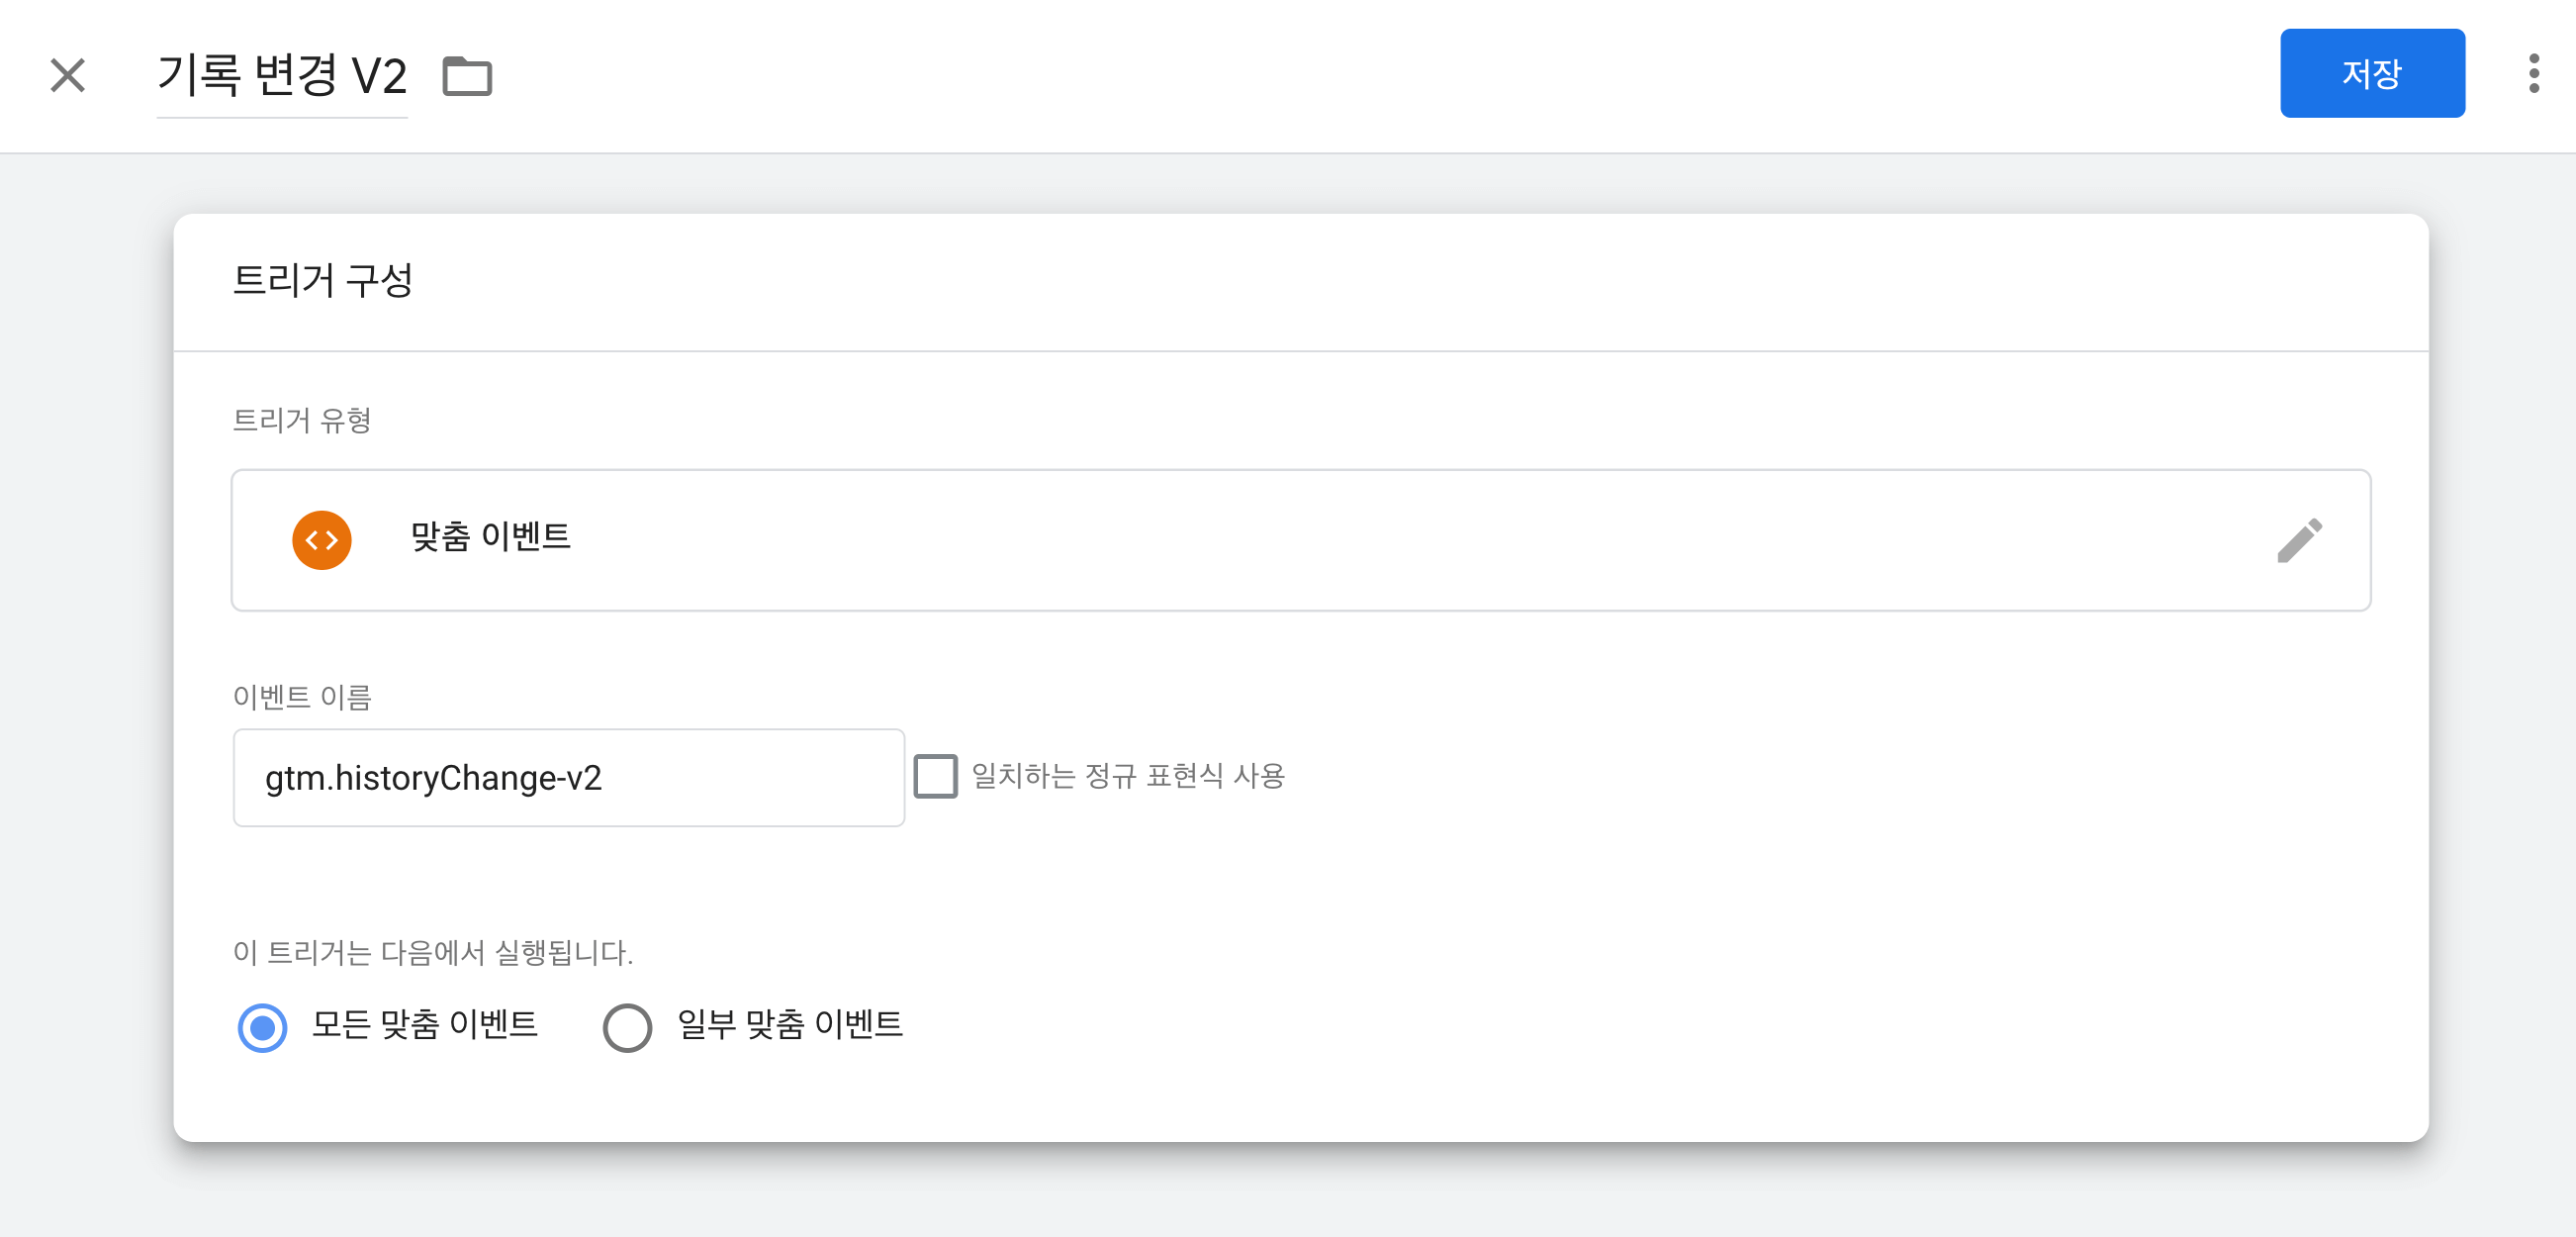 기록 변경 V2
저장
트리거 구성
트리거 유형
맞춤 이벤트
이벤트 이름
gtm.historyChange-v2
일치하는 정규 표현식 사용
이 트리거는 다음에서 실행됩니다.
모든 맞춤 이벤트
일부 맞춤 이벤트